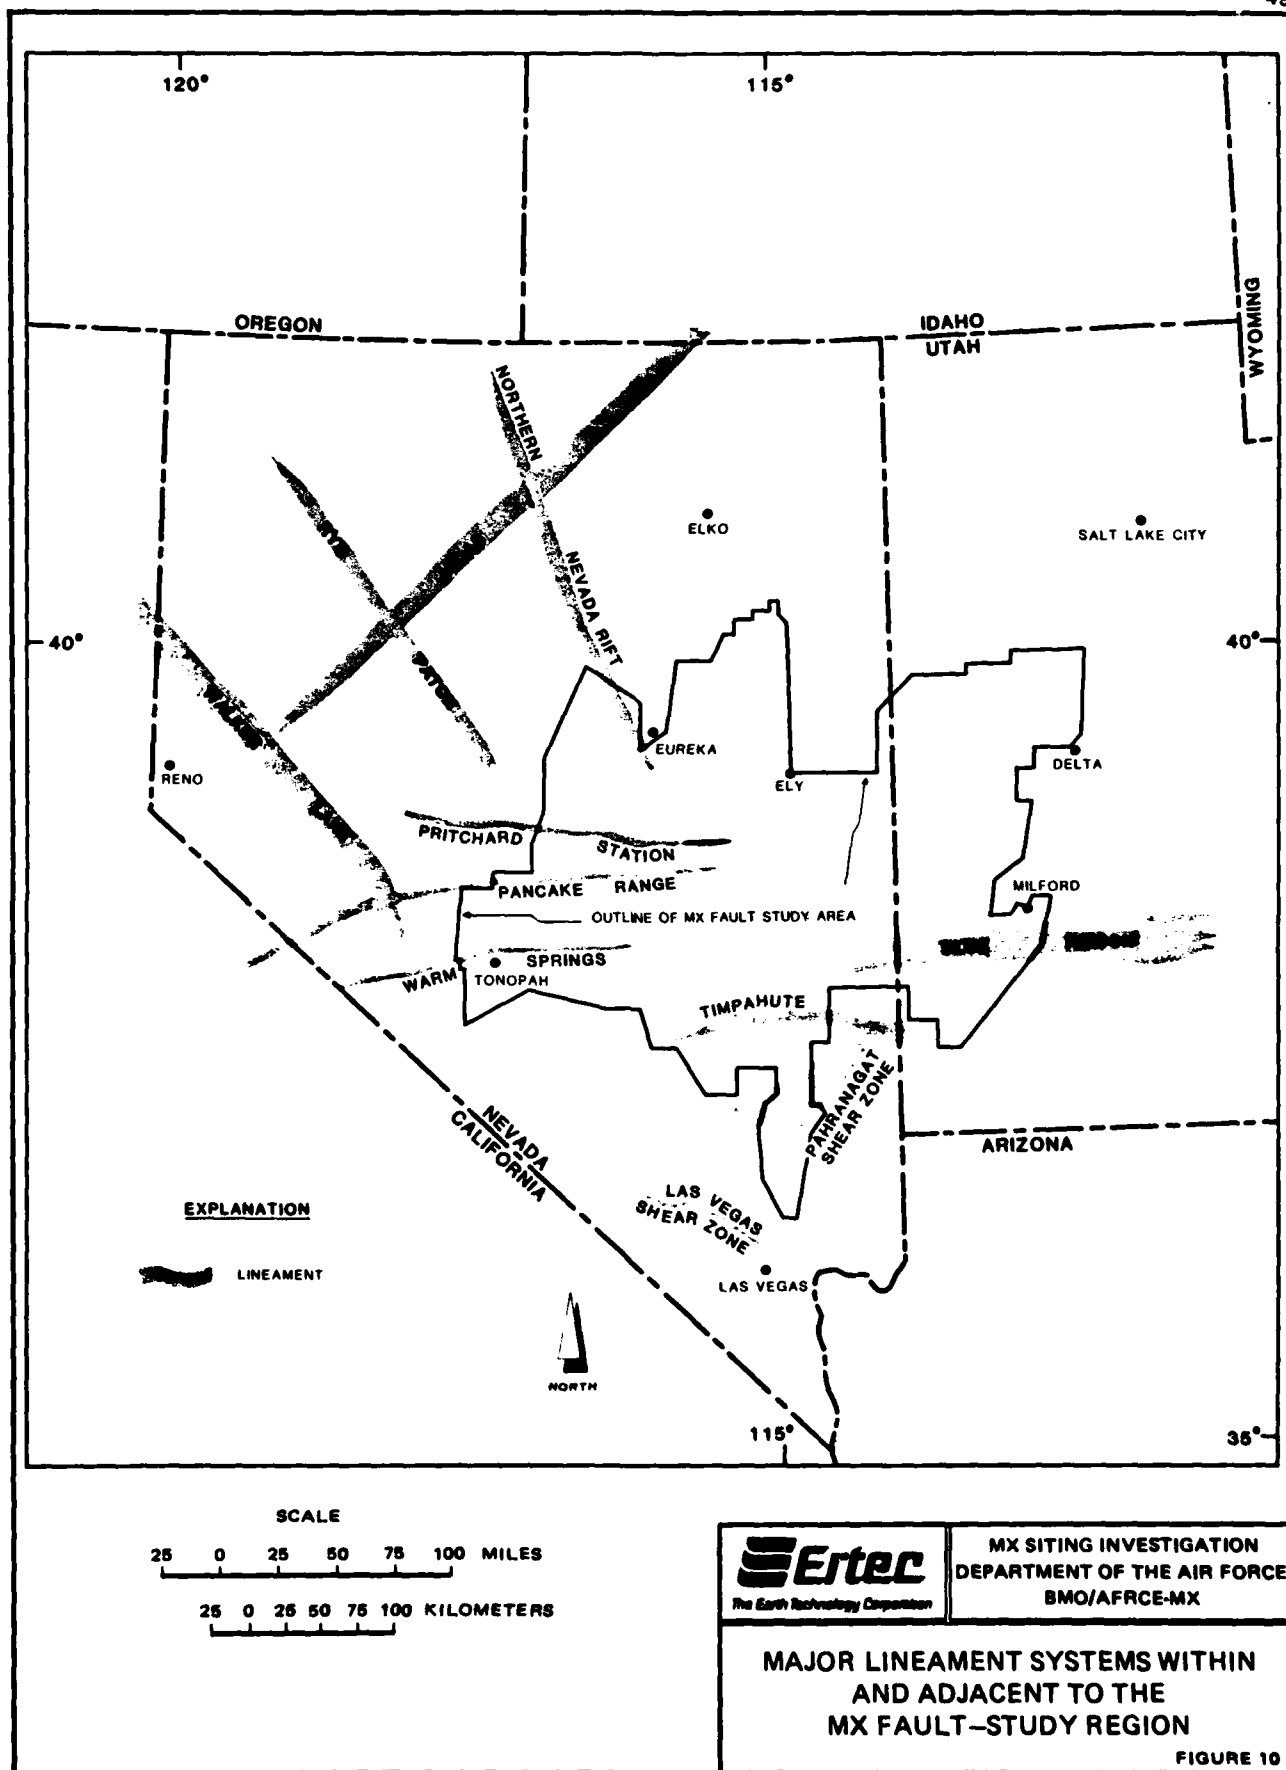 120°
115°
OREGON
IDAHO
UTAH
WYOMING
NORTHERN
NEVADA RIFT
ELKO
SALT LAKE CITY
RYE
PATCH
40°
40°
WALKER
LANE
EUREKA
RENO
ELY
DELTA
PRITCHARD
STATION
PANCAKE RANGE
MILFORD
OUTLINE OF MX FAULT STUDY AREA
WARM
SPRINGS
TONOPAH
TIMPAHUTE
PAHRANAGAT
SHEAR ZONE
NEVADA
CALIFORNIA
ARIZONA
LAS VEGAS
SHEAR ZONE
LAS VEGAS
EXPLANATION
LINEAMENT
NORTH
115°
35°
SCALE
25 0 25 50 75 100 MILES
25 0 25 50 75 100 KILOMETERS
Ertec
The Earth Technology Corporation
MX SITING INVESTIGATION
DEPARTMENT OF THE AIR FORCE
BMO/AFRCE-MX
MAJOR LINEAMENT SYSTEMS WITHIN
AND ADJACENT TO THE
MX FAULT–STUDY REGION
FIGURE 10